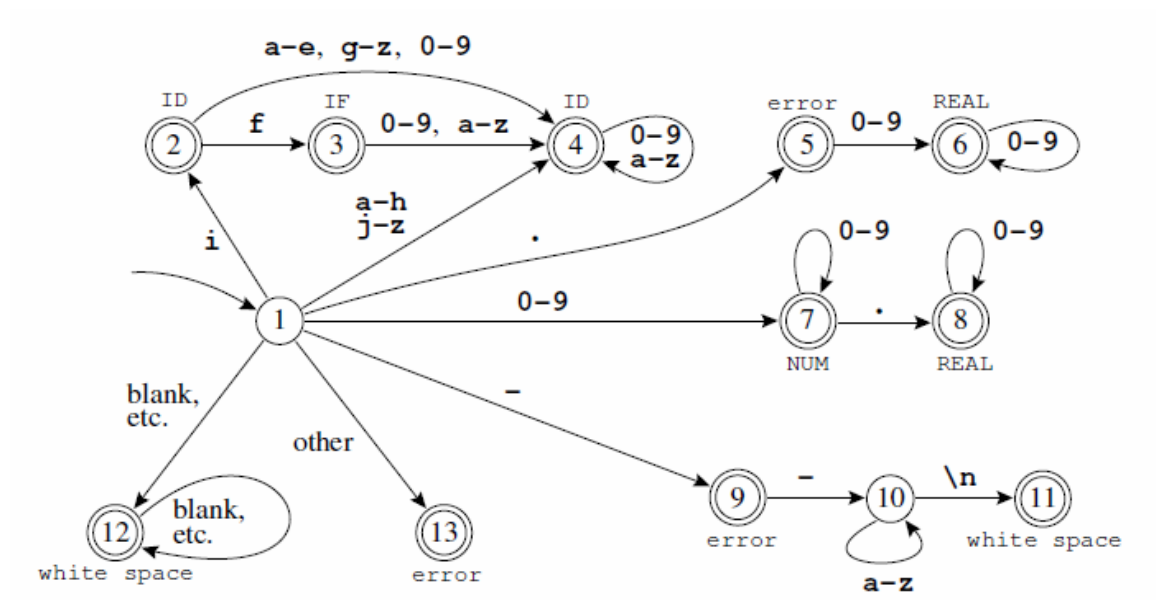 a–e, g–z, 0–9
ID
IF
ID
error
REAL
2
f
3
0–9, a–z
4
0–9
a–z
5
0–9
6
0–9
a–h
j–z
i
.
0–9
0–9
1
0–9
7
.
8
NUM
REAL
blank,
etc.
other
–
12
blank,
etc.
white space
13
error
9
error
–
10
\n
11
white space
a–z